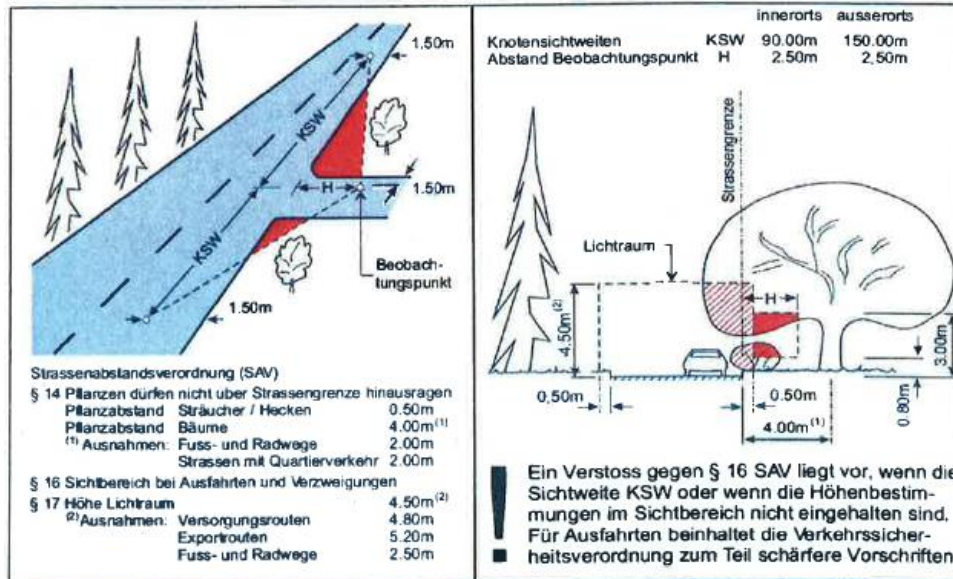 1.50m
KSW
H
1.50m
KSW
Beobach-
tungspunkt
1.50m
Strassenabstandsverordnung (SAV)
§ 14 Pflanzen dürfen nicht über Strassengrenze hinausragen
Pflanzabstand Sträucher / Hecken 0.50m
Pflanzabstand Bäume 4.00m(1)
(1) Ausnahmen: Fuss- und Radwege 2.00m
Strassen mit Quartierverkehr 2.00m
§ 16 Sichtbereich bei Ausfahrten und Verzweigungen
§ 17 Höhe Lichtraum 4.50m(2)
(2)Ausnahmen: Versorgungsrouten 4.80m
Exportrouten 5.20m
Fuss- und Radwege 2.50m
innerorts ausserorts
Knotensichtweiten KSW 90.00m 150.00m
Abstand Beobachtungspunkt H 2.50m 2,50m
Strassengrenze
Lichtraum
H
4.50m(2)
3.00m
0.80m
0,50m
0.50m
4.00m(1)
Ein Verstoss gegen § 16 SAV liegt vor, wenn die
Sichtweite KSW oder wenn die Höhenbestim-
mungen im Sichtbereich nicht eingehalten sind.
Für Ausfahrten beinhaltet die Verkehrssicher-
heitsverordnung zum Teil schärfere Vorschriften